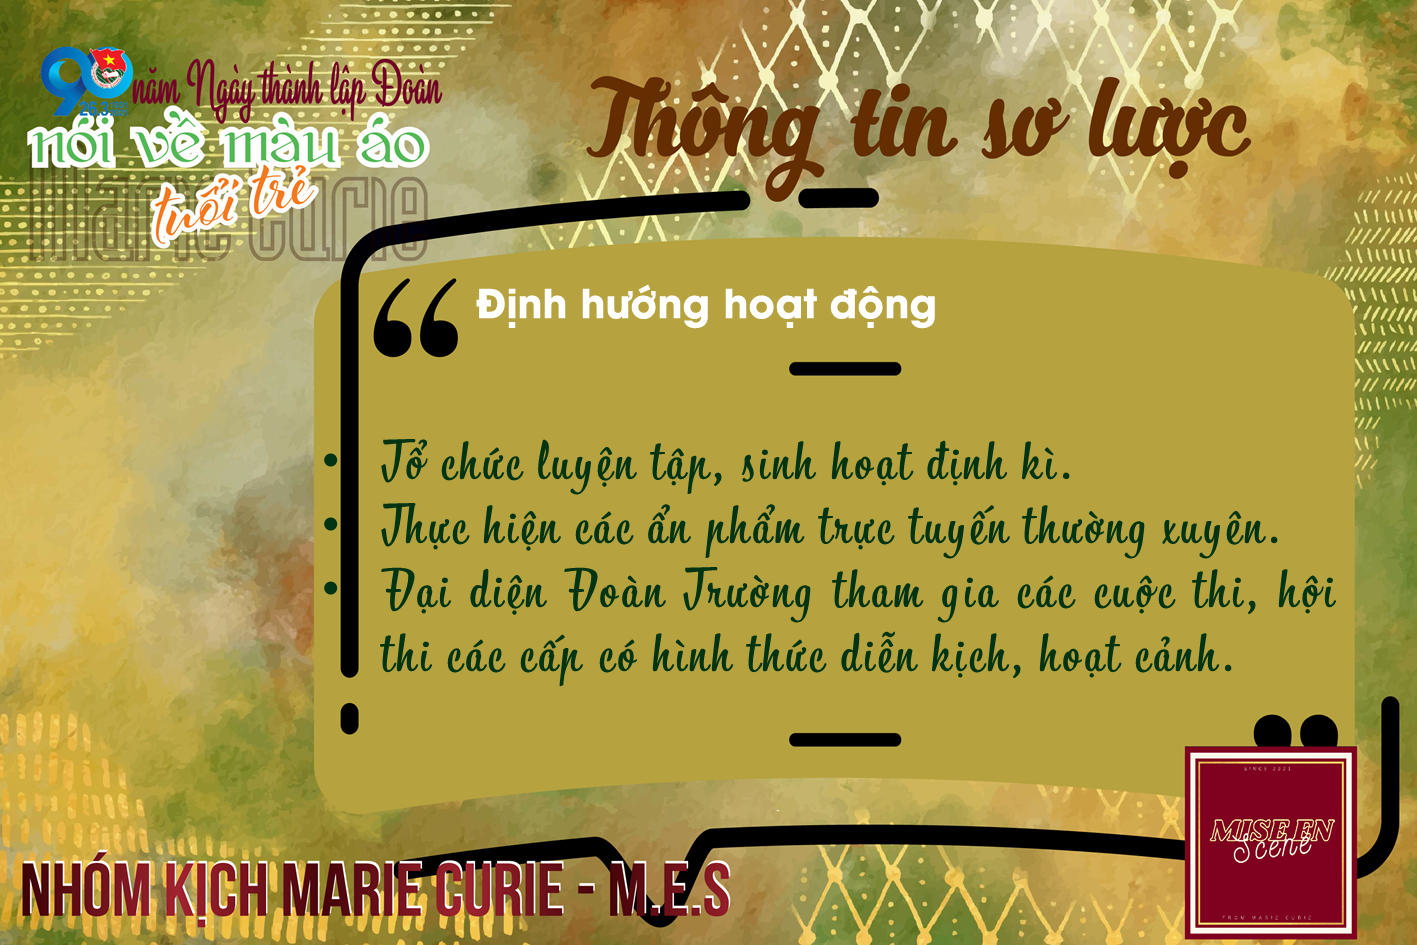 90 năm Ngày thành lập Đoàn
nói về màu áo
tuổi trẻ
Marie Curie
Thông tin sơ lược
Định hướng hoạt động
• Tổ chức luyện tập, sinh hoạt định kì.
• Thực hiện các ẩn phẩm trực tuyến thường xuyên.
• Đại diện Đoàn Trường tham gia các cuộc thi, hội
thi các cấp có hình thức diễn kịch, hoạt cảnh.
SINCE 2021
MISE EN
Scene
FROM MARIE CURIE
NHÓM KỊCH MARIE CURIE - M.E.S